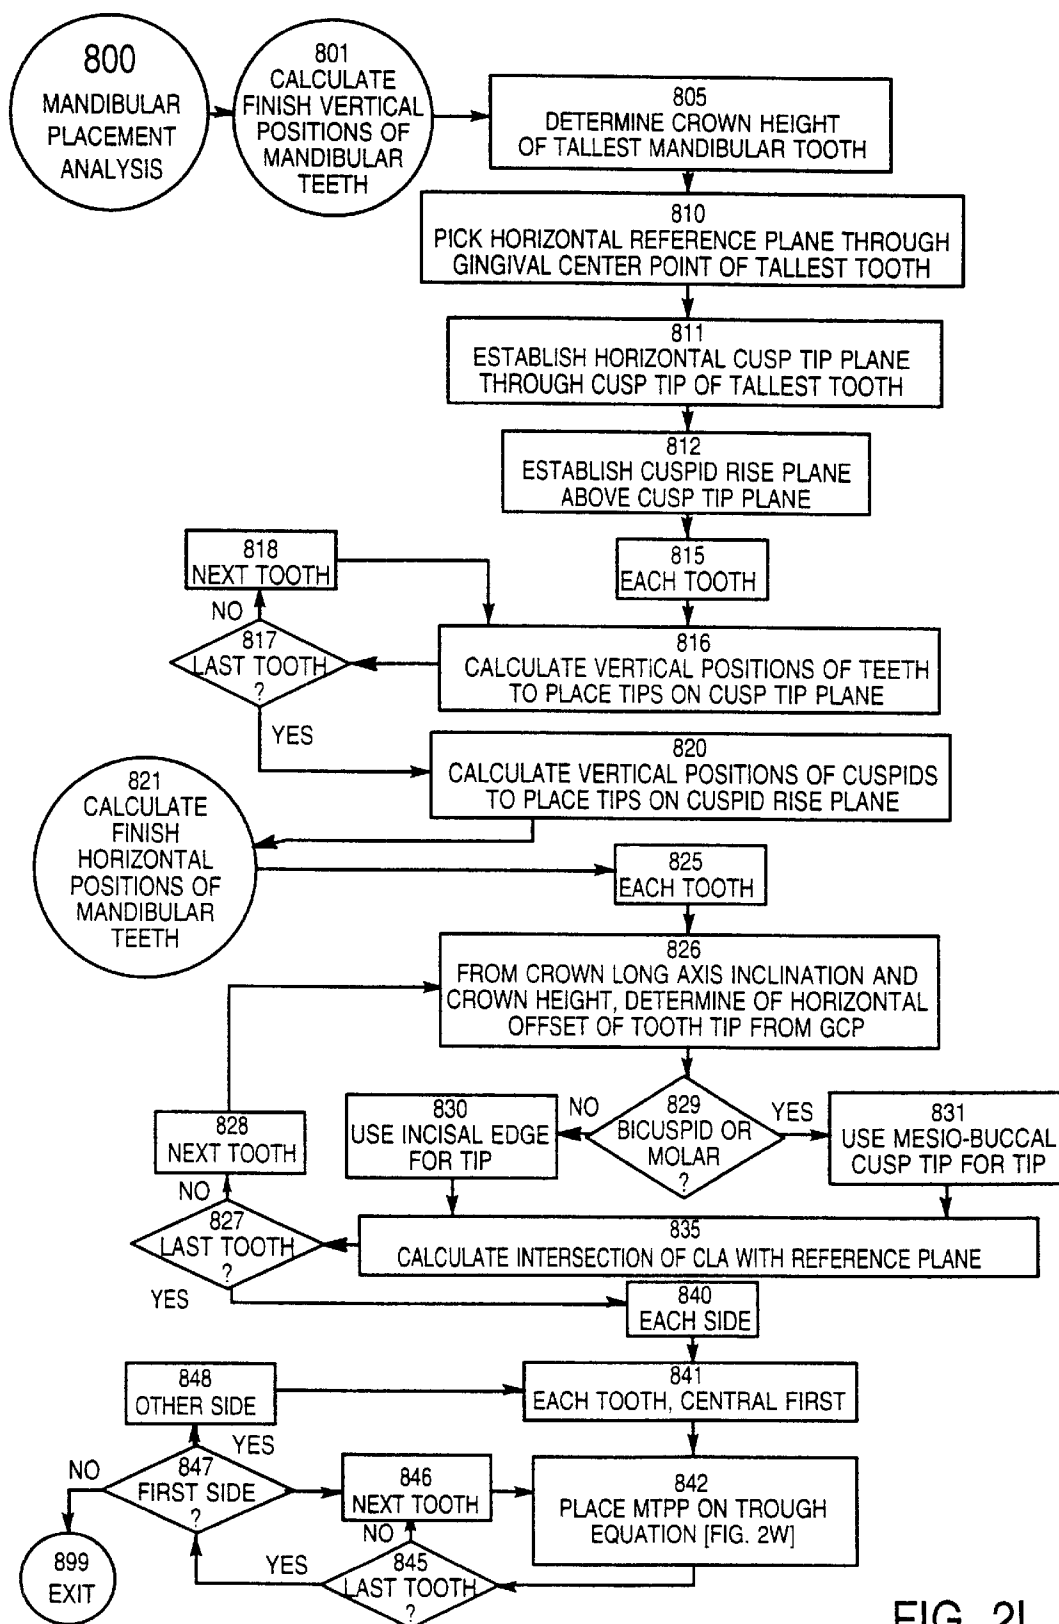 800
MANDIBULAR
PLACEMENT
ANALYSIS
801
CALCULATE
FINISH VERTICAL
POSITIONS OF
MANDIBULAR
TEETH
805
DETERMINE CROWN HEIGHT
OF TALLEST MANDIBULAR TOOTH
810
PICK HORIZONTAL REFERENCE PLANE THROUGH
GINGIVAL CENTER POINT OF TALLEST TOOTH
811
ESTABLISH HORIZONTAL CUSP TIP PLANE
THROUGH CUSP TIP OF TALLEST TOOTH
812
ESTABLISH CUSPID RISE PLANE
ABOVE CUSP TIP PLANE
815
EACH TOOTH
818
NEXT TOOTH
NO
817
LAST TOOTH
?
YES
816
CALCULATE VERTICAL POSITIONS OF TEETH
TO PLACE TIPS ON CUSP TIP PLANE
820
CALCULATE VERTICAL POSITIONS OF CUSPIDS
TO PLACE TIPS ON CUSPID RISE PLANE
821
CALCULATE
FINISH
HORIZONTAL
POSITIONS OF
MANDIBULAR
TEETH
825
EACH TOOTH
826
FROM CROWN LONG AXIS INCLINATION AND
CROWN HEIGHT, DETERMINE OF HORIZONTAL
OFFSET OF TOOTH TIP FROM GCP
829
BICUSPID OR
MOLAR
?
NO
YES
830
USE INCISAL EDGE
FOR TIP
831
USE MESIO-BUCCAL
CUSP TIP FOR TIP
828
NEXT TOOTH
NO
827
LAST TOOTH
?
YES
835
CALCULATE INTERSECTION OF CLA WITH REFERENCE PLANE
840
EACH SIDE
848
OTHER SIDE
841
EACH TOOTH, CENTRAL FIRST
YES
NO
847
FIRST SIDE
?
846
NEXT TOOTH
NO
842
PLACE MTPP ON TROUGH
EQUATION [FIG. 2W]
899
EXIT
YES
845
LAST TOOTH
?